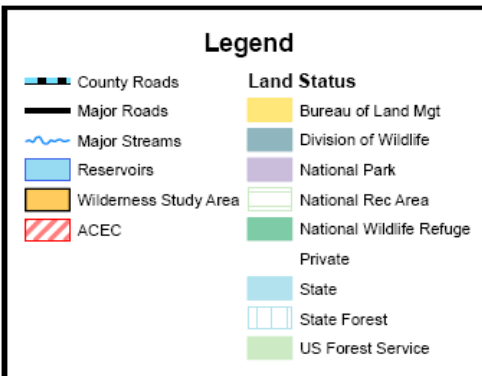 Legend
County Roads
Major Roads
Major Streams
Reservoirs
Wilderness Study Area
ACEC
Land Status
Bureau of Land Mgt
Division of Wildlife
National Park
National Rec Area
National Wildlife Refuge
Private
State
State Forest
US Forest Service